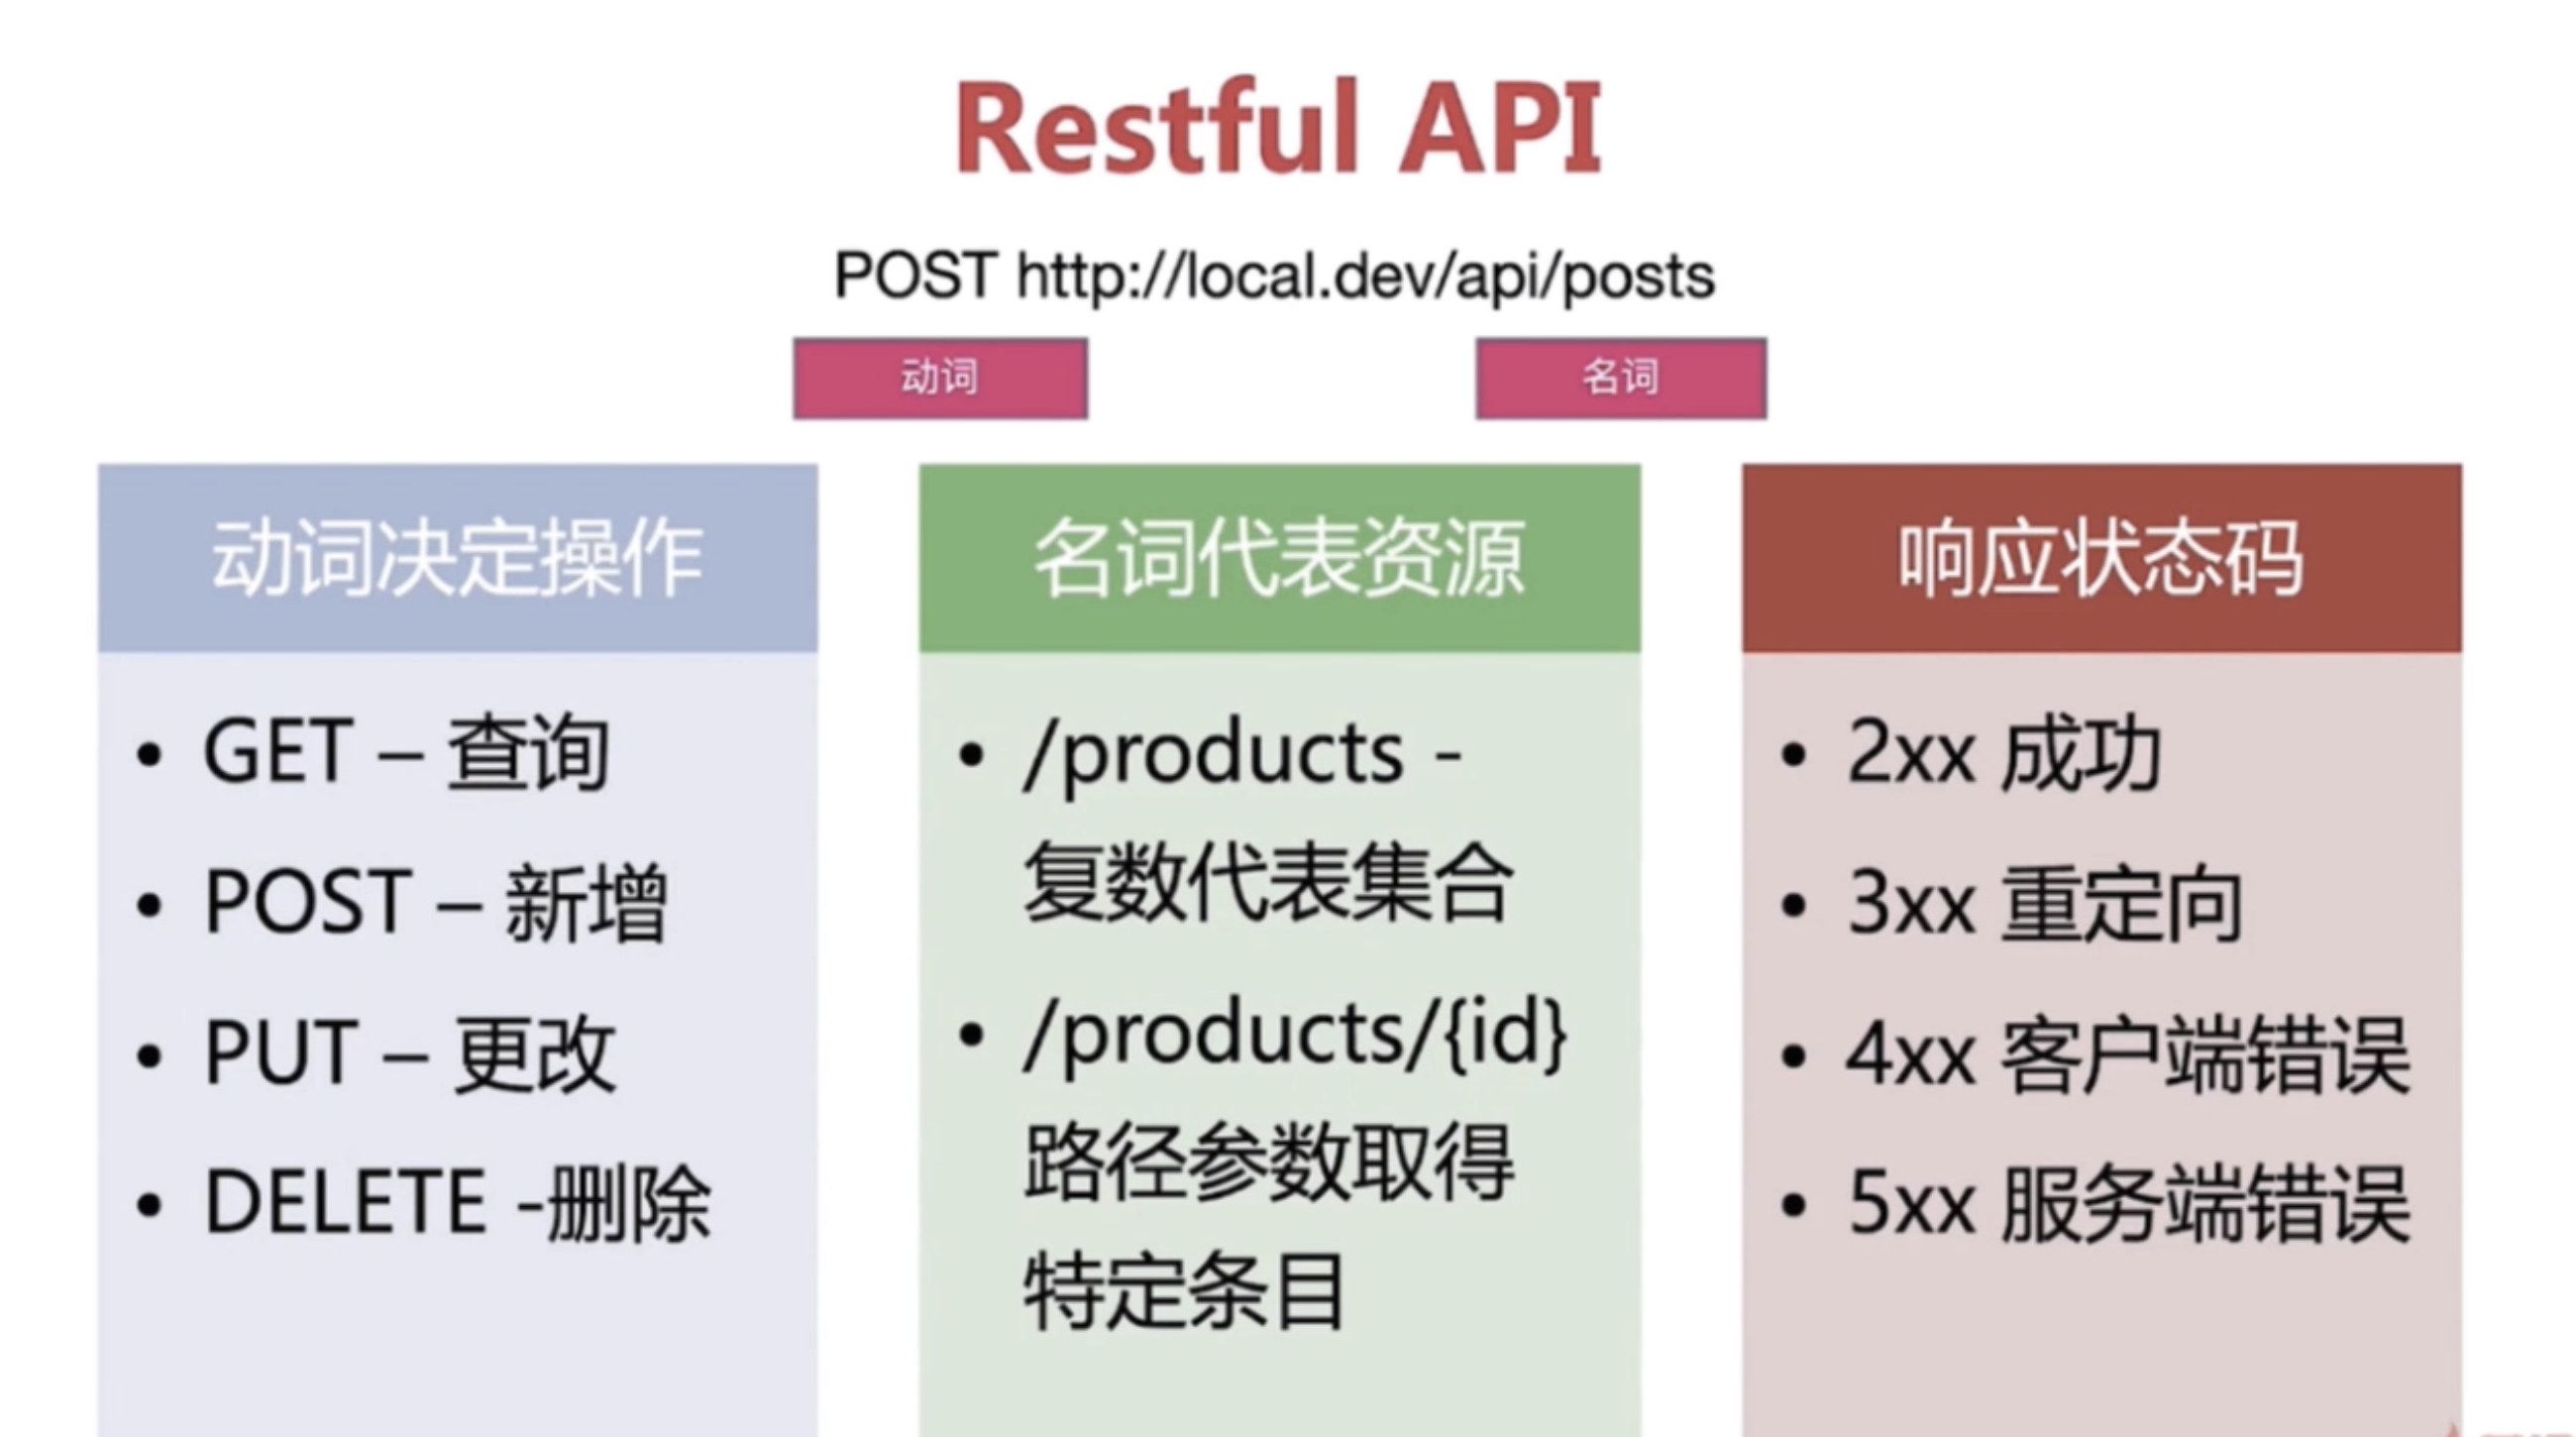 Restful API
POST http://local.dev/api/posts
动词
名词
动词决定操作
• GET – 查询
• POST – 新增
• PUT – 更改
• DELETE -删除
名词代表资源
• /products -
复数代表集合
• /products/{id}
路径参数取得
特定条目
响应状态码
• 2xx 成功
• 3xx 重定向
• 4xx 客户端错误
• 5xx 服务端错误